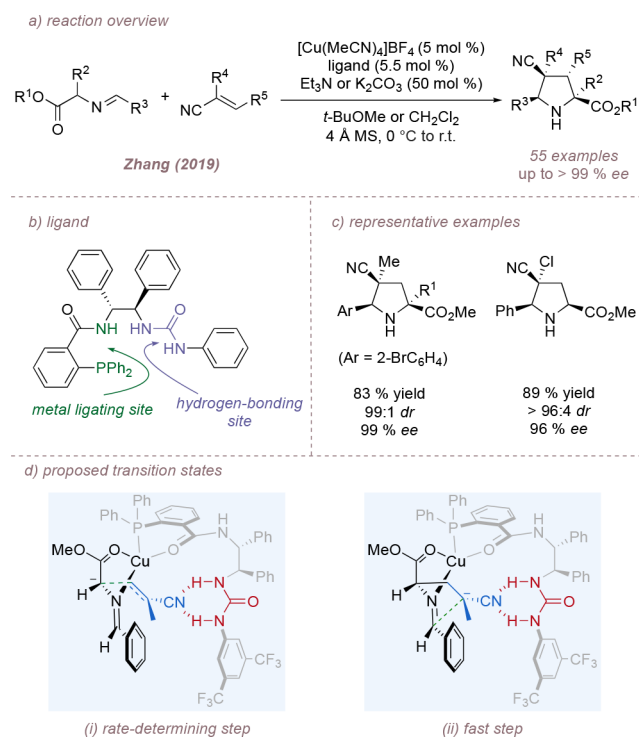 a) reaction overview
R¹O
O
R²
N
R³
+
NC
R⁴
R⁵
[Cu(MeCN)4]BF4 (5 mol %)
ligand (5.5 mol %)
Et3N or K2CO3 (50 mol %)
t-BuOMe or CH2Cl2
4 Å MS, 0 °C to r.t.
NC R⁴ R⁵
R² CO2R¹
R³ N H
Zhang (2019)
55 examples
up to > 99 % ee
b) ligand
O
NH
HN
O
NH
PPh2
metal ligating site
hydrogen-bonding
site
c) representative examples
NC Me
R¹
Ar N H CO2Me
(Ar = 2-BrC6H4)
83 % yield
99:1 dr
99 % ee
NC Cl
Ph N H CO2Me
89 % yield
> 96:4 dr
96 % ee
d) proposed transition states
Ph
Ph P
H N
Ph
Ph
MeO O Cu O
– H N CN
H N
O
H N
H
CF3
F3C
(i) rate-determining step
Ph
Ph P
H N
Ph
Ph
MeO O Cu O
H N – CN
H N
O
H N
H
CF3
F3C
(ii) fast step